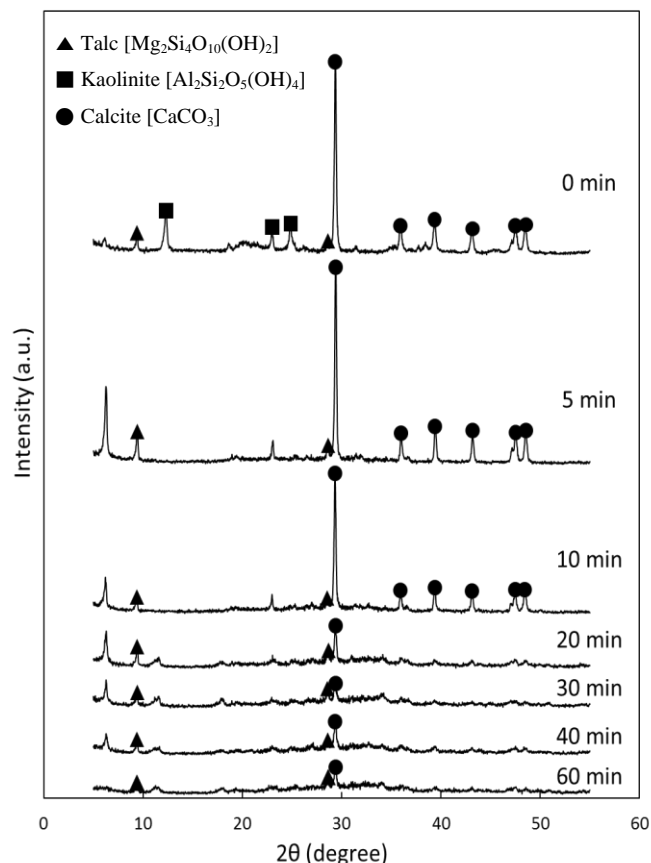 ▲ Talc [Mg₂Si₄O₁₀(OH)₂]
■ Kaolinite [Al₂Si₂O₅(OH)₄]
● Calcite [CaCO₃]
0 min
5 min
10 min
20 min
30 min
40 min
60 min
Intensity (a.u.)
0 10 20 30 40 50 60
2θ (degree)